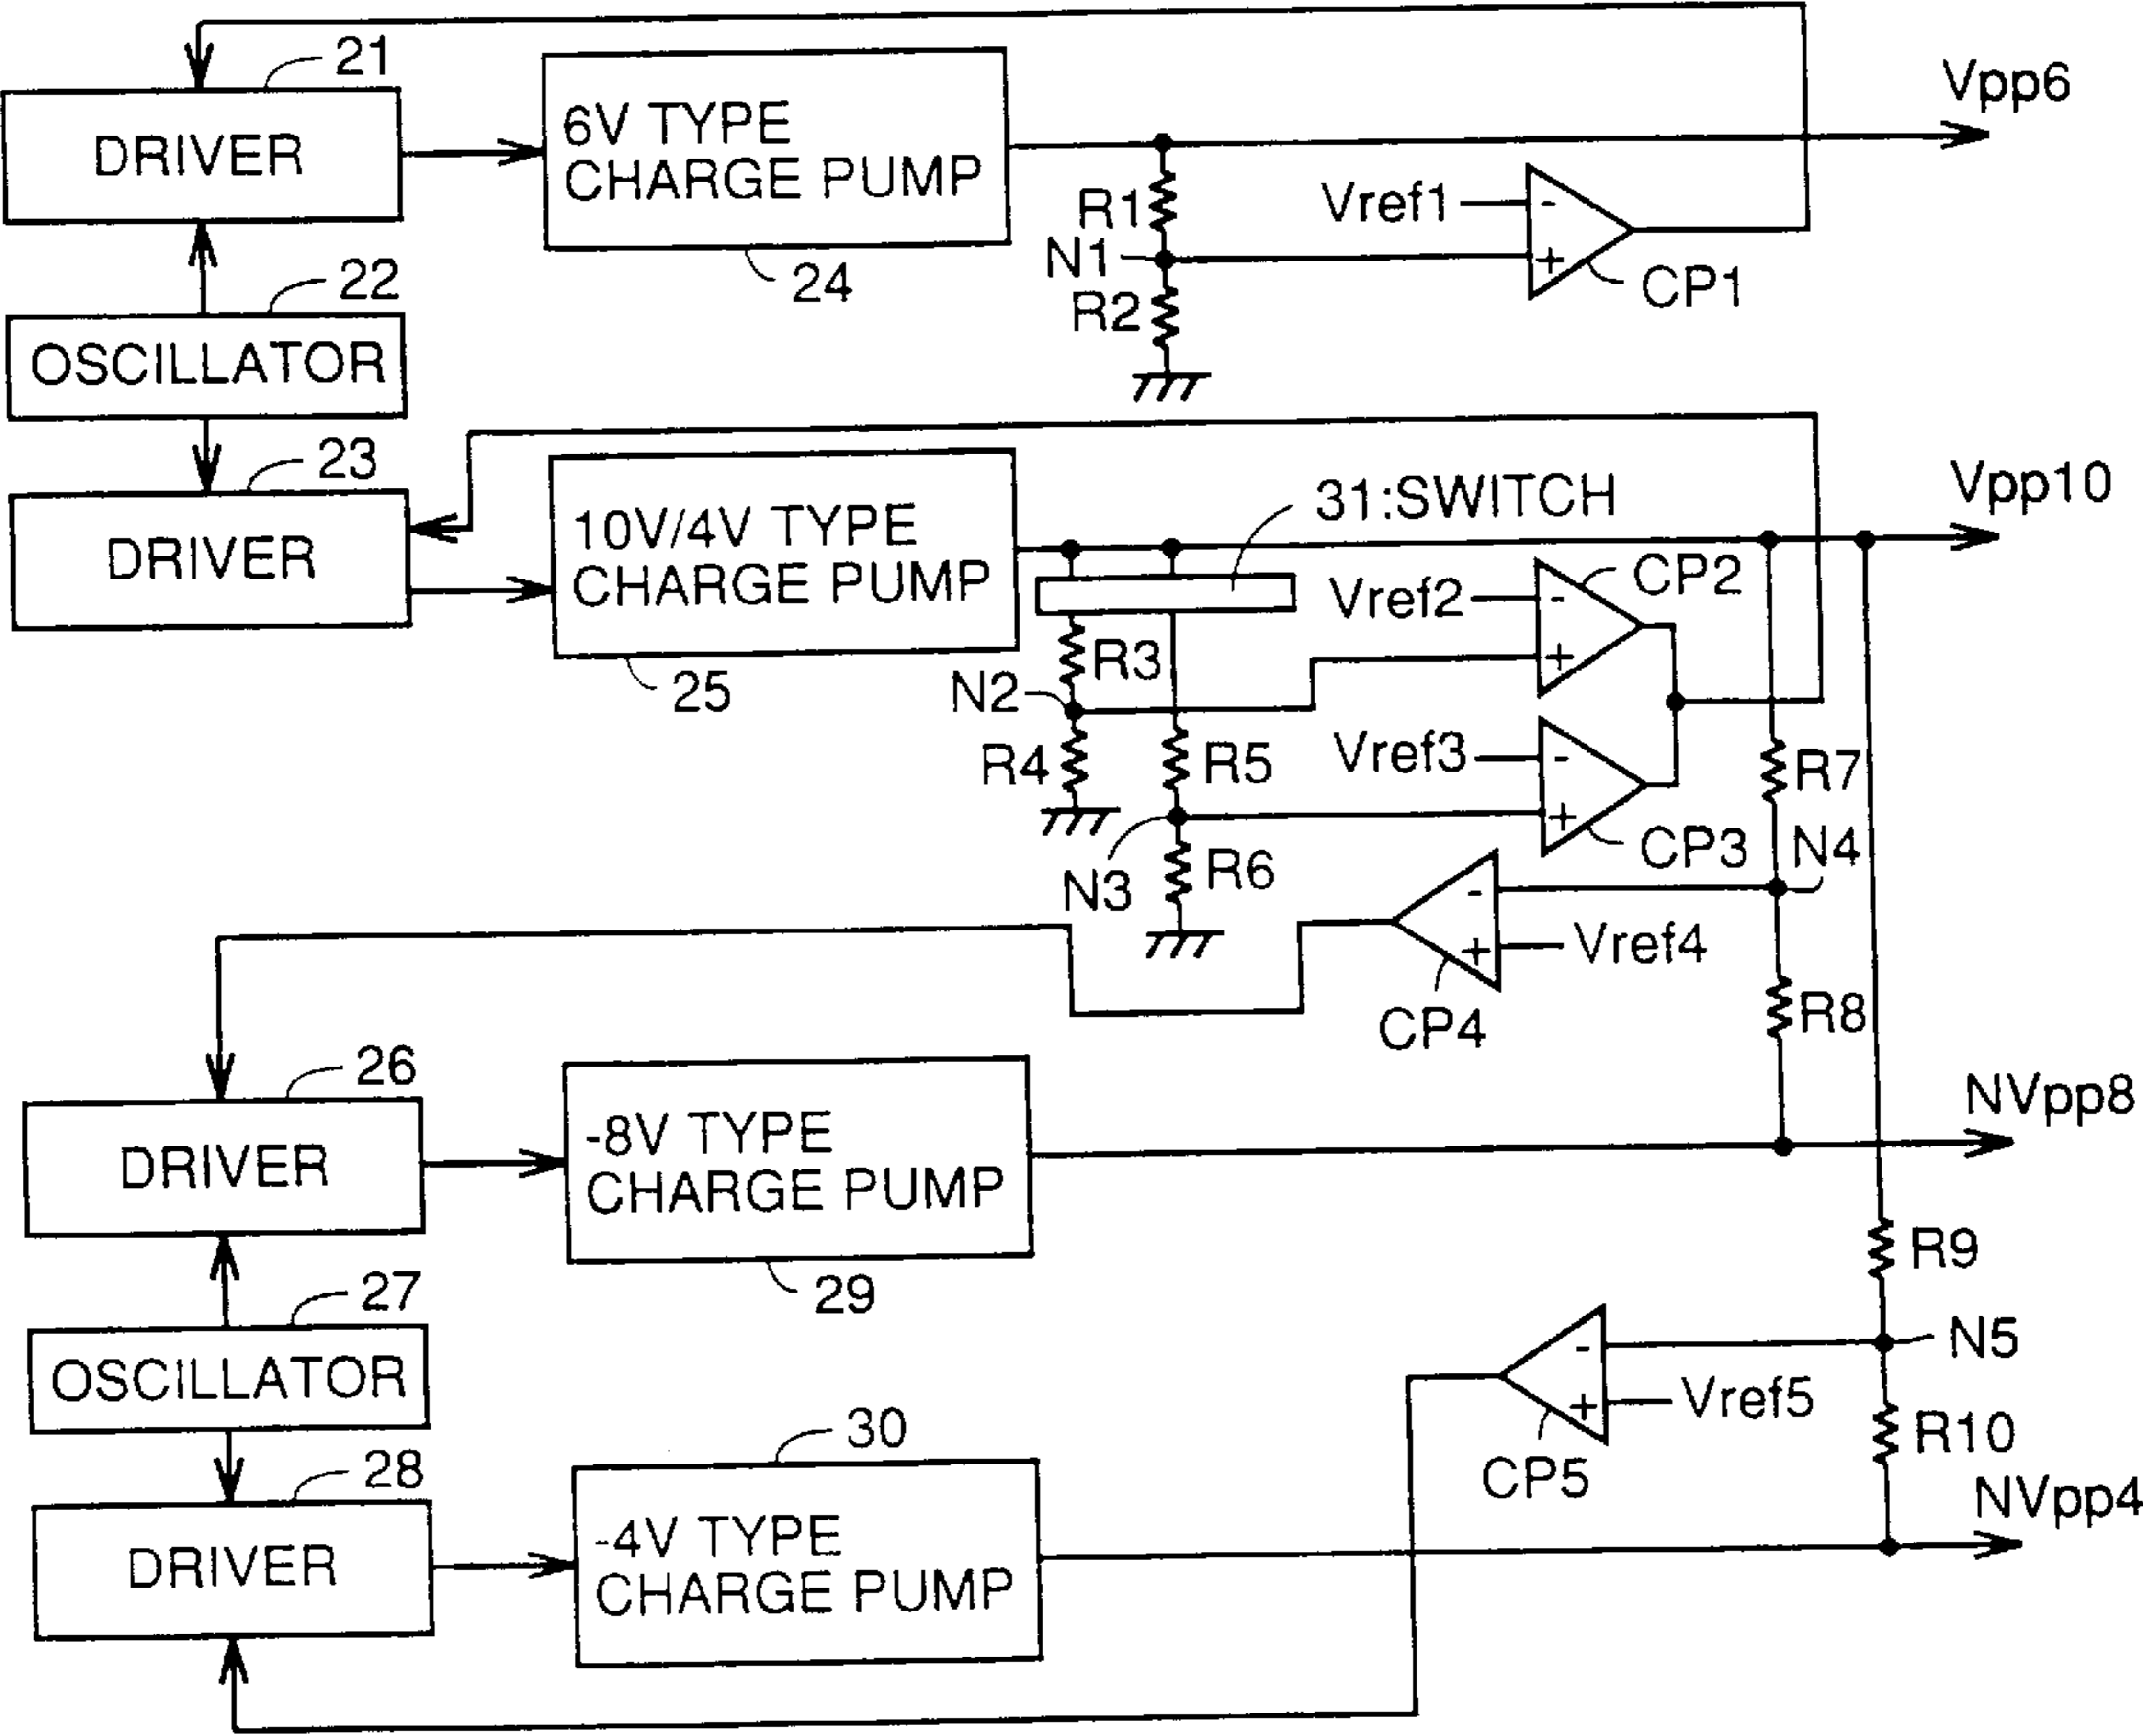 21
DRIVER
6V TYPE
CHARGE PUMP
24
Vpp6
R1
N1
R2
Vref1
-
+
CP1
22
OSCILLATOR
23
DRIVER
10V/4V TYPE
CHARGE PUMP
25
31:SWITCH
Vpp10
Vref2
-
+
CP2
R3
N2
R4
R5
Vref3
-
+
CP3
R7
N4
N3
R6
-
+
Vref4
CP4
R8
26
DRIVER
-8V TYPE
CHARGE PUMP
29
NVpp8
R9
27
OSCILLATOR
N5
-
+
Vref5
CP5
R10
28
DRIVER
30
-4V TYPE
CHARGE PUMP
NVpp4